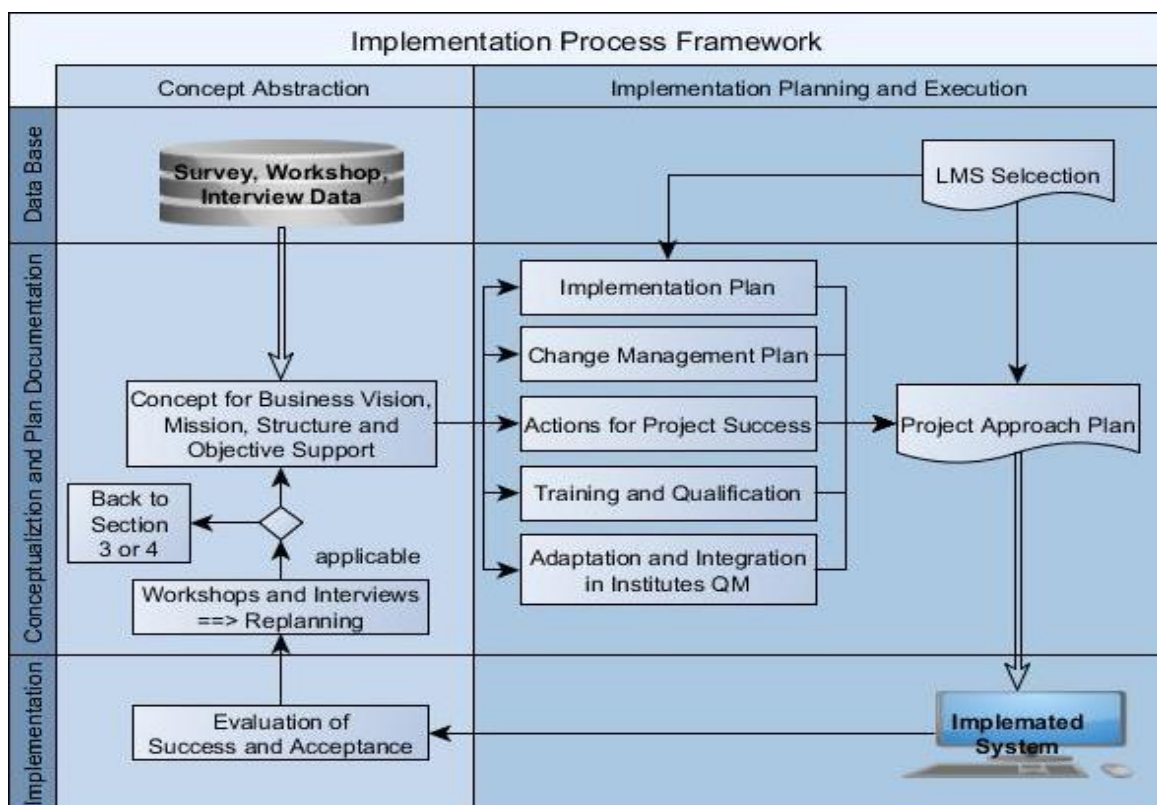 Implementation Process Framework
Concept Abstraction
Implementation Planning and Execution
Data Base
Survey, Workshop,
Interview Data
LMS Selcection
Conceptualiztion and Plan Documentation
Implementation Plan
Change Management Plan
Concept for Business Vision,
Mission, Structure and
Objective Support
Actions for Project Success
Project Approach Plan
Training and Qualification
Back to
Section
3 or 4
applicable
Adaptation and Integration
in Institutes QM
Workshops and Interviews
==> Replanning
Implementation
Evaluation of
Success and Acceptance
Implemated
System